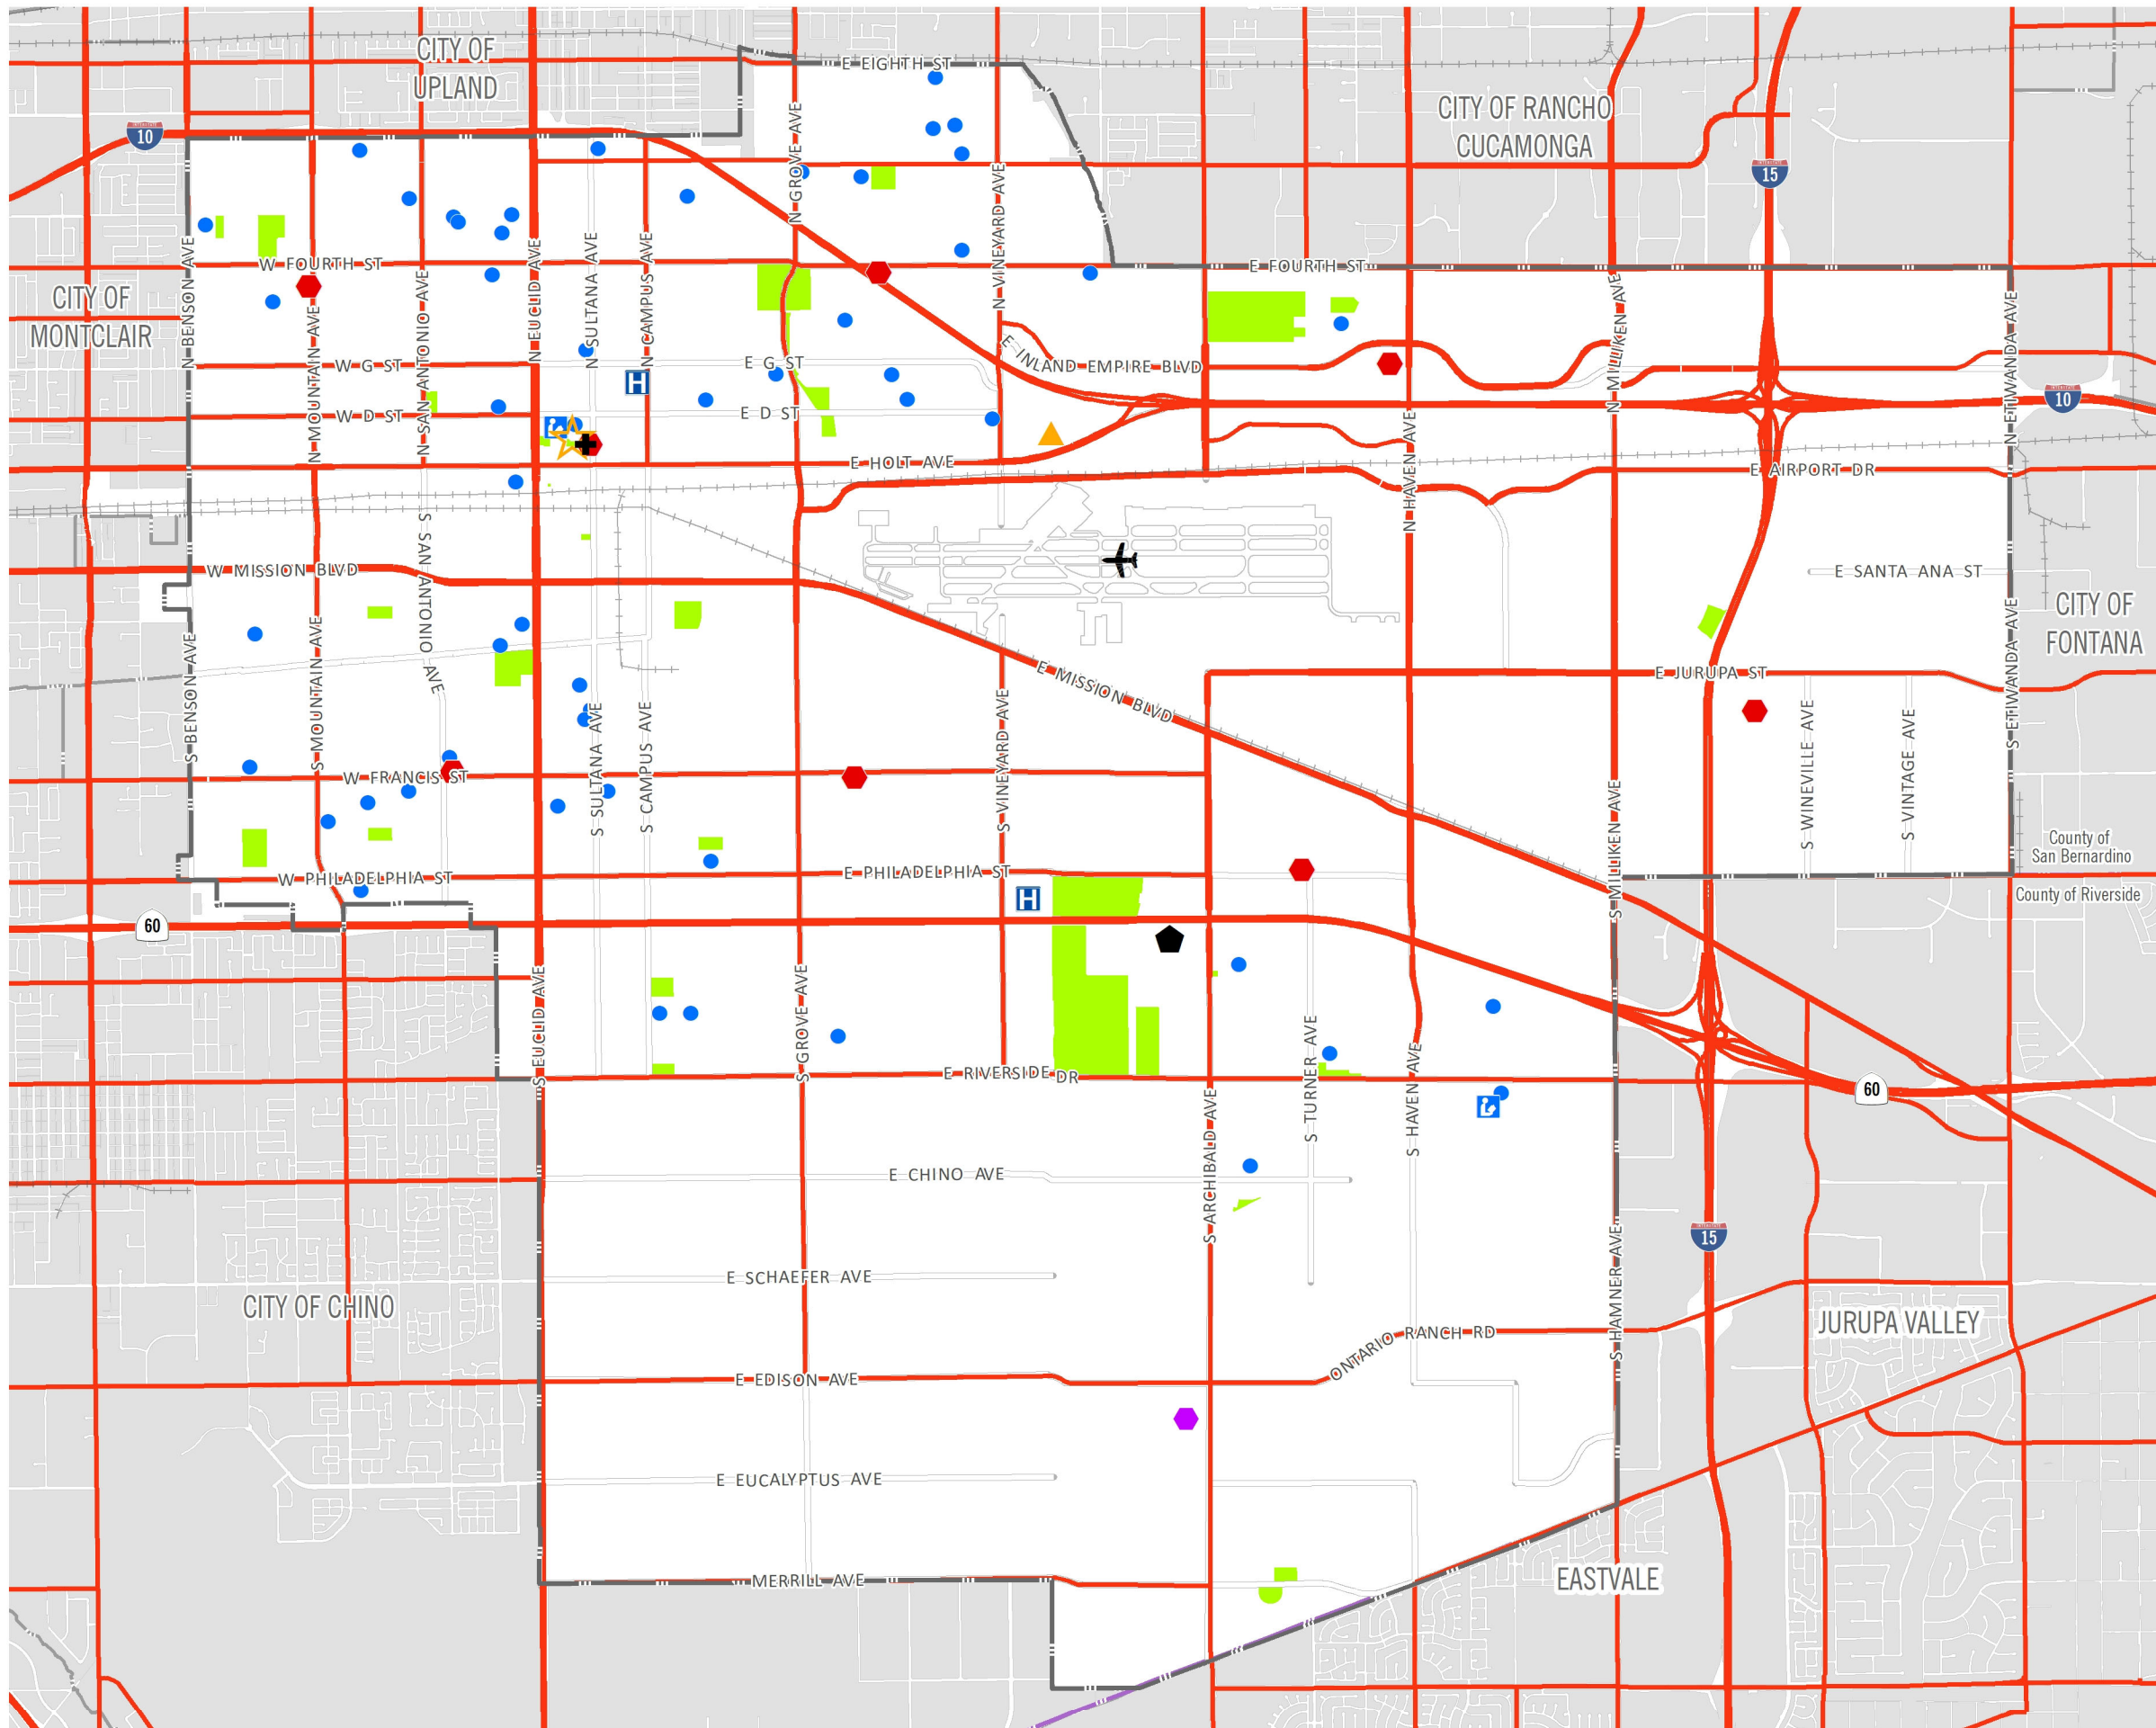 CITY OF
UPLAND
E EIGHTH ST
CITY OF RANCHO
CUCAMONGA
10
15
N GROVE AVE
N VINEYARD AVE
N BENSON AVE
W FOURTH ST
N EUCLID AVE
N SULTANA AVE
N CAMPUS AVE
E FOURTH ST
CITY OF
MONTCLAIR
N MOUNTAIN AVE
N SAN ANTONIO AVE
N MILLIKEN AVE
N ETIWANDA AVE
W G ST
E G ST
E INLAND EMPIRE BLVD
H
10
W D ST
E D ST
N HAVEN AVE
E HOLT AVE
E AIRPORT DR
S SAN ANTONIO AVE
W MISSION BLVD
E SANTA ANA ST
CITY OF
FONTANA
S BENSON AVE
S MOUNTAIN AVE
E MISSION BLVD
E JURUPA ST
S ETIWANDA AVE
S SULTANA AVE
S CAMPUS AVE
S VINEYARD AVE
S WINEVILLE AVE
S VINTAGE AVE
W FRANCIS ST
S MILLIKEN AVE
County of
San Bernardino
W PHILADELPHIA ST
E PHILADELPHIA ST
H
County of Riverside
60
S EUCLID AVE
S GROVE AVE
S TURNER AVE
S HAVEN AVE
E RIVERSIDE DR
60
S ARCHIBALD AVE
E CHINO AVE
15
S HAMNER AVE
E SCHAEFER AVE
CITY OF CHINO
JURUPA VALLEY
ONTARIO RANCH RD
E EDISON AVE
E EUCALYPTUS AVE
MERRILL AVE
EASTVALE